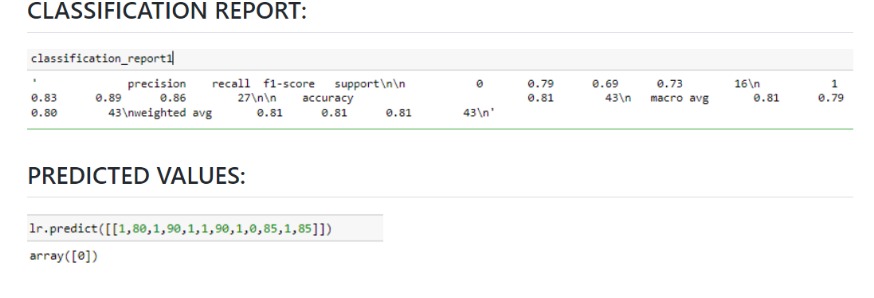 CLASSIFICATION REPORT:
classification_report1
' precision recall f1-score support\n\n 0 0.79 0.69 0.73 16\n 1
0.83 0.89 0.86 27\n\n accuracy 0.81 43\n macro avg 0.81 0.79
0.80 43\nweighted avg 0.81 0.81 0.81 43\n'
PREDICTED VALUES:
lr.predict([[1,80,1,90,1,1,90,1,0,85,1,85]])
array([0])